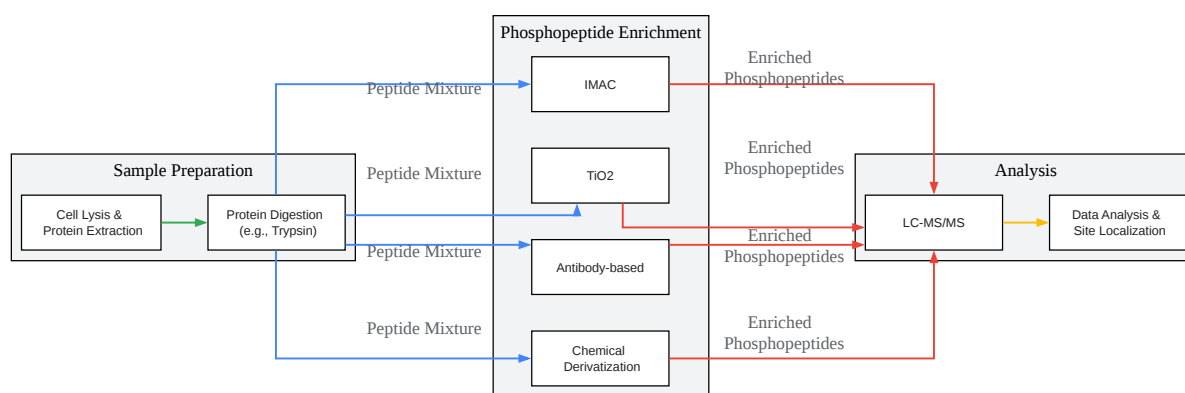 Phosphopeptide Enrichment
Enriched
Phosphopeptides
IMAC
Peptide Mixture
Enriched
Phosphopeptides
Sample Preparation
Peptide Mixture
TiO2
Analysis
Cell Lysis &
Protein Extraction
Protein Digestion
(e.g., Trypsin)
LC-MS/MS
Data Analysis &
Site Localization
Peptide Mixture
Antibody-based
Enriched
Phosphopeptides
Peptide Mixture
Enriched
Phosphopeptides
Chemical
Derivatization